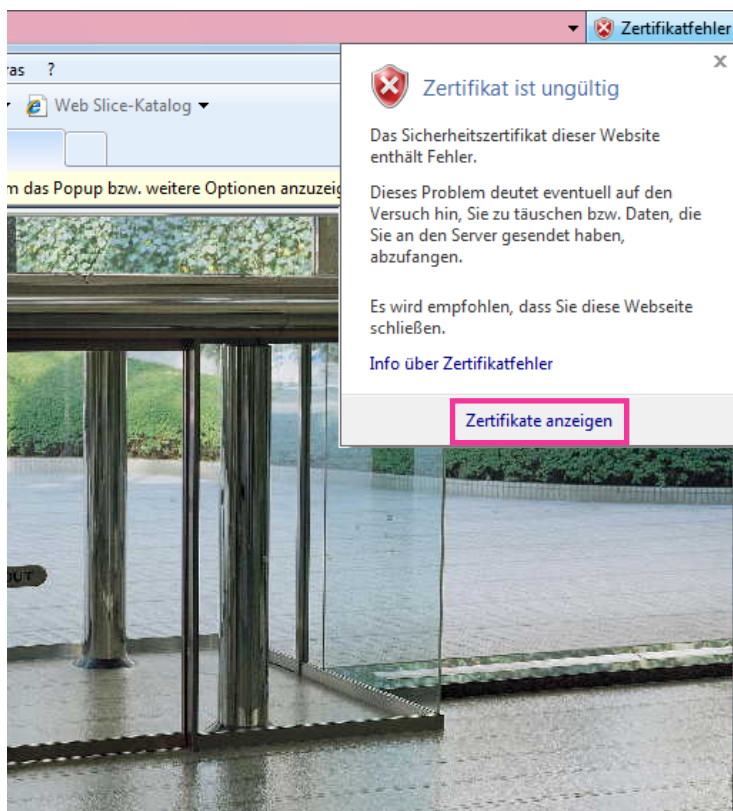 Zertifikatfehler
ras ?
Web Slice-Katalog
m das Popup bzw. weitere Optionen anzuzeig
Zertifikat ist ungültig
Das Sicherheitszertifikat dieser Website
enthält Fehler.
Dieses Problem deutet eventuell auf den
Versuch hin, Sie zu täuschen bzw. Daten, die
Sie an den Server gesendet haben,
abzufangen.
Es wird empfohlen, dass Sie diese Webseite
schließen.
Info über Zertifikatfehler
Zertifikate anzeigen
OUT